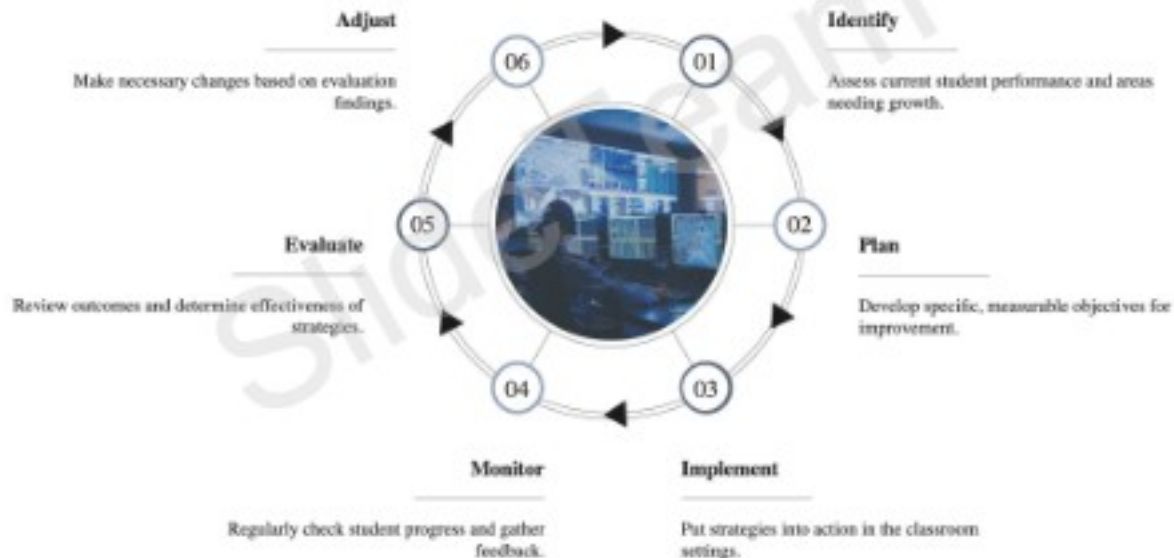 01
Identify
Assess current student performance and areas
needing growth.
02
Plan
Develop specific, measurable objectives for
improvement.
03
Implement
Put strategies into action in the classroom
settings.
04
Monitor
Regularly check student progress and gather
feedback.
05
Evaluate
Review outcomes and determine effectiveness of
strategies.
06
Adjust
Make necessary changes based on evaluation
findings.
SlideTeam